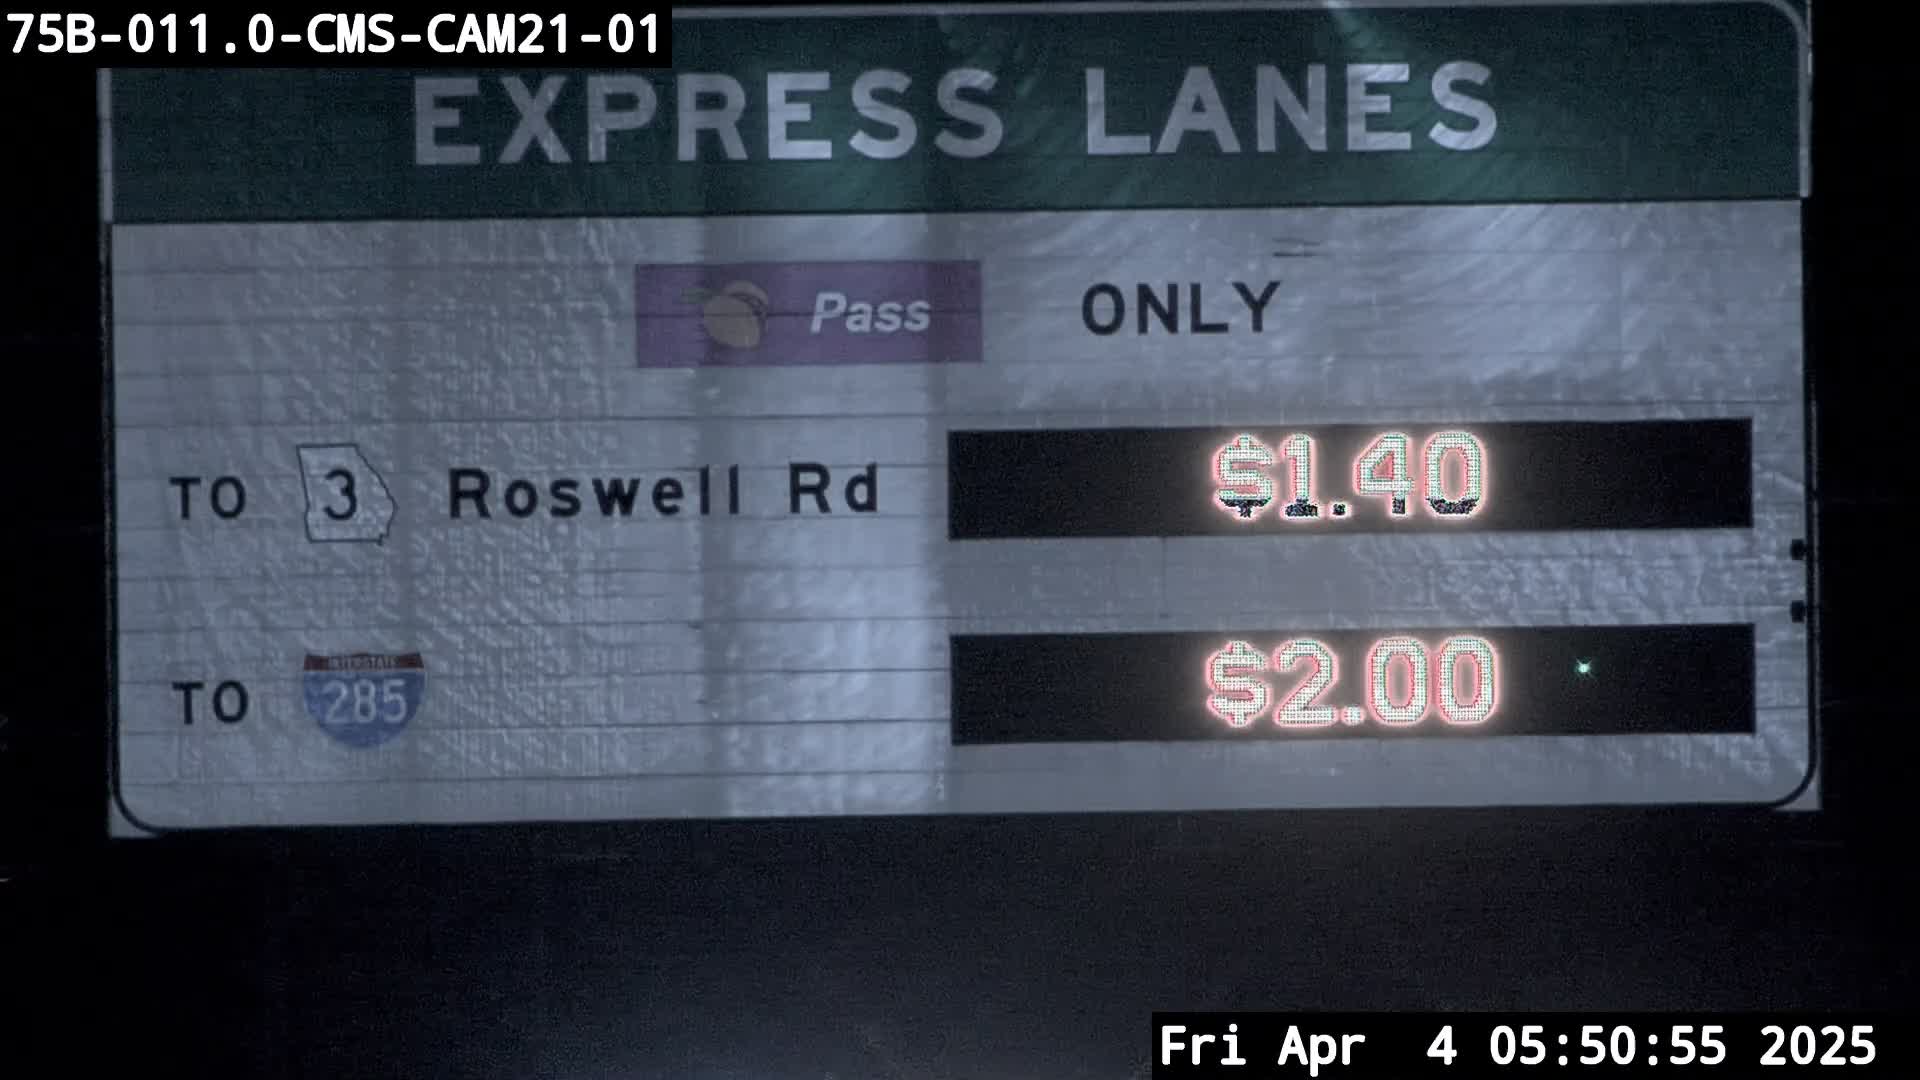 75B-011.0-CMS-CAM21-01
EXPRESS LANES
Pass ONLY
TO 3 Roswell Rd $1.40
TO INTERSTATE 285 $2.00
Fri Apr 4 05:50:55 2025